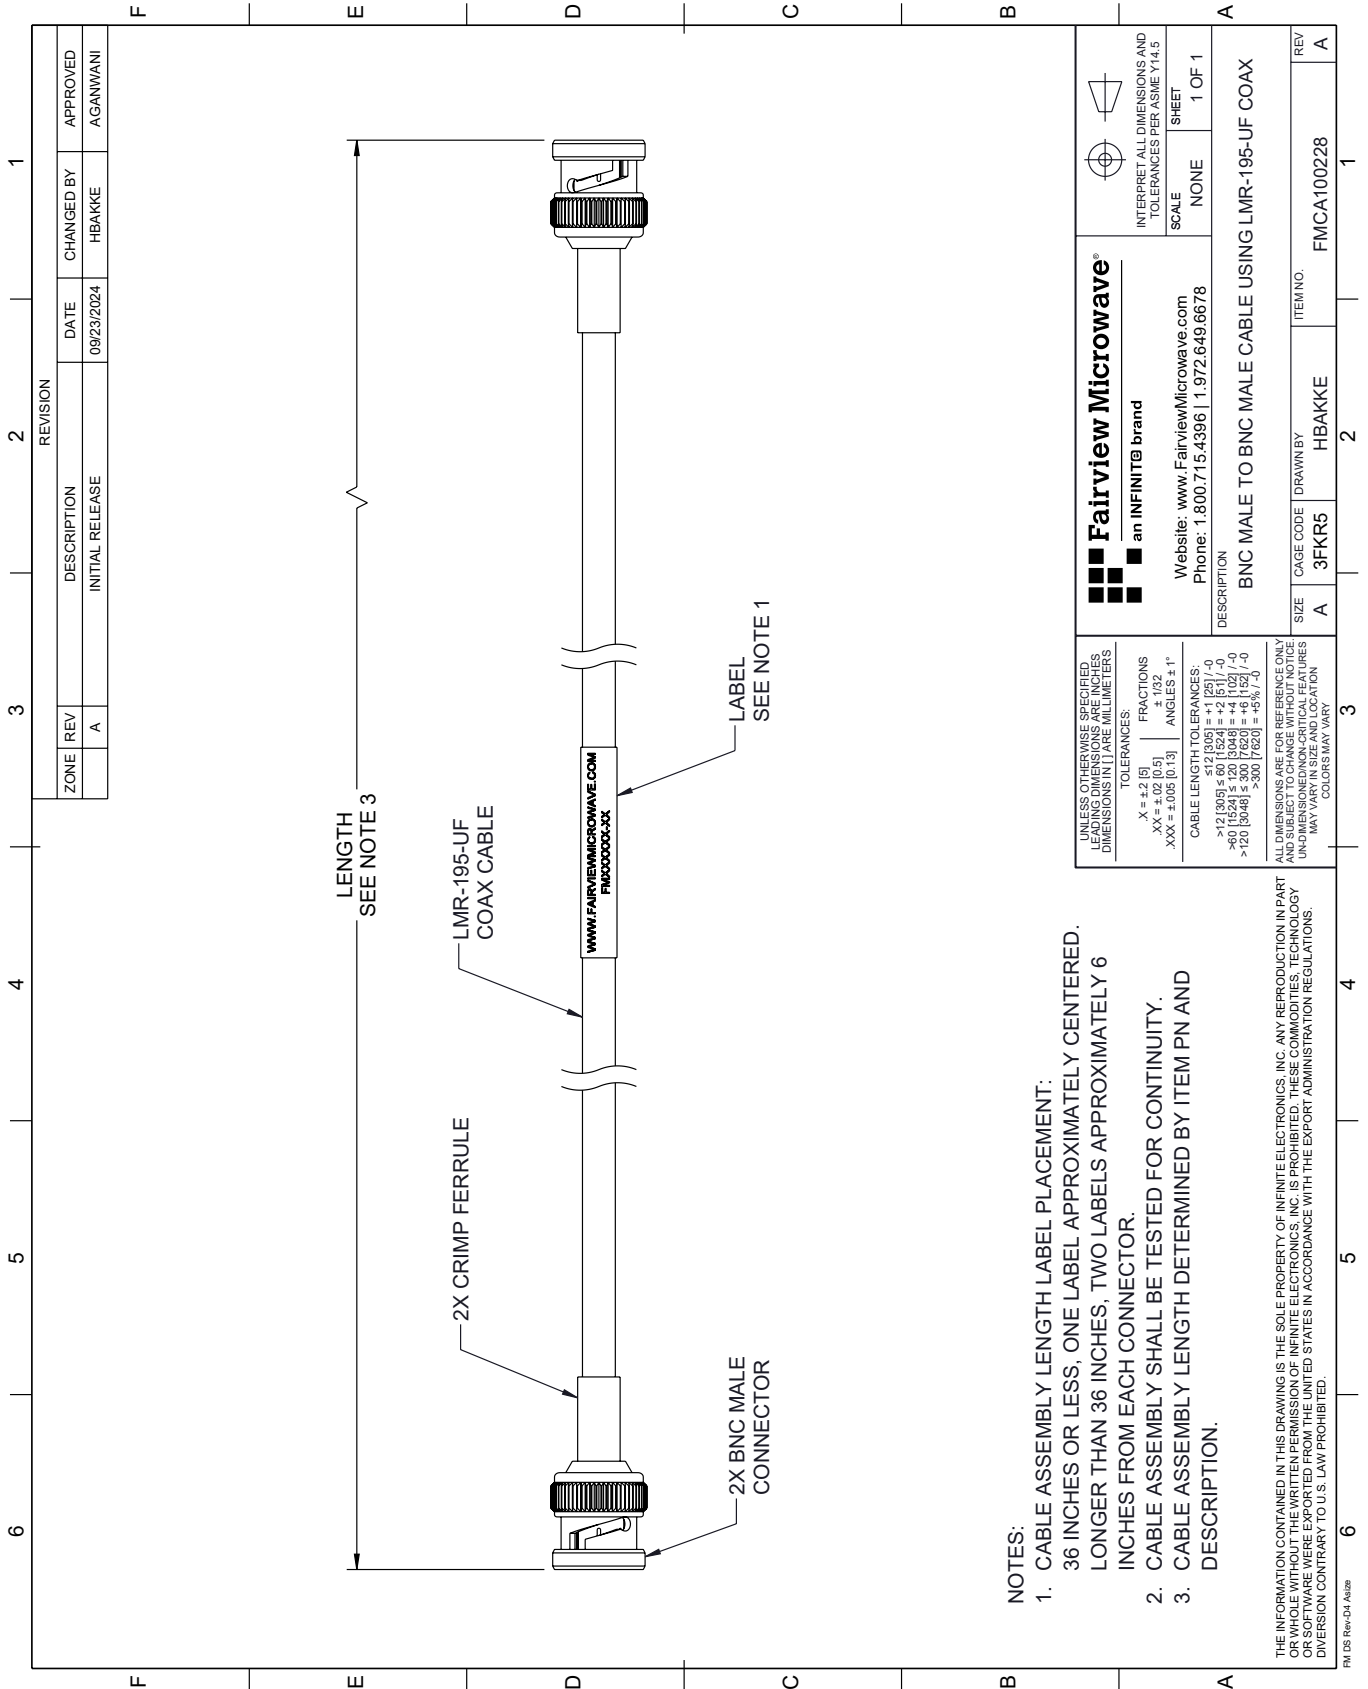 6
5
4
3
2
1
F
E
D
C
B
A
REVISION
ZONE REV DESCRIPTION DATE CHANGED BY APPROVED
A INITIAL RELEASE 09/23/2024 HBAKKE AGANWANI
LENGTH
SEE NOTE 3
2X CRIMP FERRULE
LMR-195-UF
COAX CABLE
WWW.FAIRVIEWMICROWAVE.COM
FMXXXXXX-XX
2X BNC MALE
CONNECTOR
LABEL
SEE NOTE 1
NOTES:
1. CABLE ASSEMBLY LENGTH LABEL PLACEMENT:
36 INCHES OR LESS, ONE LABEL APPROXIMATELY CENTERED.
LONGER THAN 36 INCHES, TWO LABELS APPROXIMATELY 6
INCHES FROM EACH CONNECTOR.
2. CABLE ASSEMBLY SHALL BE TESTED FOR CONTINUITY.
3. CABLE ASSEMBLY LENGTH DETERMINED BY ITEM PN AND
DESCRIPTION.
THE INFORMATION CONTAINED IN THIS DRAWING IS THE SOLE PROPERTY OF INFINITE ELECTRONICS, INC. ANY REPRODUCTION IN PART
OR WHOLE WITHOUT THE WRITTEN PERMISSION OF INFINITE ELECTRONICS, INC. IS PROHIBITED. THESE COMMODITIES, TECHNOLOGY
OR SOFTWARE WERE EXPORTED FROM THE UNITED STATES IN ACCORDANCE WITH THE EXPORT ADMINISTRATION REGULATIONS.
DIVERSION CONTRARY TO U.S. LAW PROHIBITED.
UNLESS OTHERWISE SPECIFIED
LEADING DIMENSIONS ARE INCHES
DIMENSIONS IN [ ] ARE MILLIMETERS
TOLERANCES:
.X = ±.2 [5] FRACTIONS
.XX = ±.02 [0.5] ± 1/32
.XXX = ±.005 [0.13] ANGLES ± 1°
CABLE LENGTH TOLERANCES:
≤12 [305] = +1 [25] / -0
>12 [305] ≤ 60 [1524] = +2 [51] / -0
>60 [1524] ≤ 120 [3048] = +4 [102] / -0
>120 [3048] ≤ 300 [7620] = +6 [152] / -0
>300 [7620] = +5% / -0
ALL DIMENSIONS ARE FOR REFERENCE ONLY
AND SUBJECT TO CHANGE WITHOUT NOTICE.
UN-DIMENSIONED/NON-CRITICAL FEATURES
MAY VARY IN SIZE AND LOCATION
COLORS MAY VARY
Fairview Microwave®
an INFINIT® brand
Website: www.FairviewMicrowave.com
Phone: 1.800.715.4396 | 1.972.649.6678
INTERPRET ALL DIMENSIONS AND
TOLERANCES PER ASME Y14.5
SCALE SHEET
NONE 1 OF 1
DESCRIPTION
BNC MALE TO BNC MALE CABLE USING LMR-195-UF COAX
SIZE CAGE CODE DRAWN BY ITEM NO. REV
A 3FKR5 HBAKKE FMCA100228 A
F
E
D
C
B
A
6
5
4
3
2
1
FM DS Rev-D4 Asize